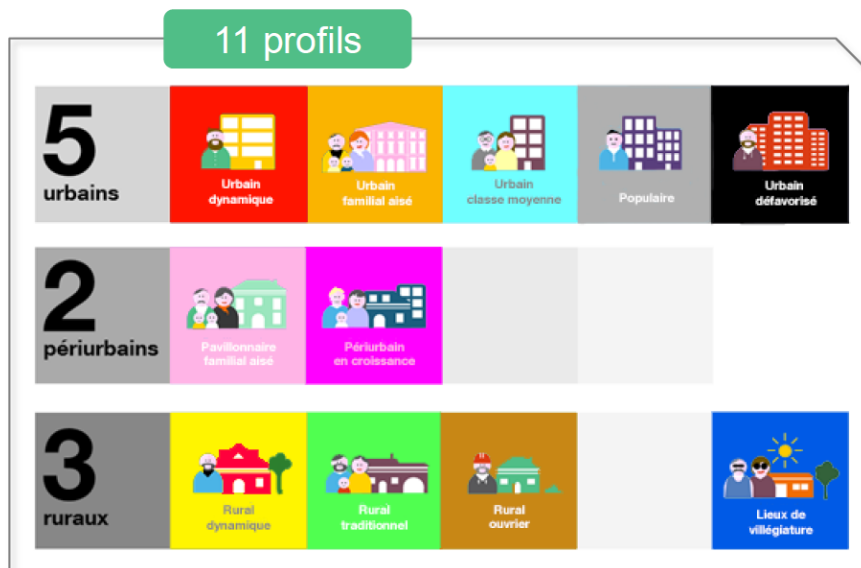 11 profils
5
urbains
Urbain
dynamique
Urbain
familial aisé
Urbain
classe moyenne
Populaire
Urbain
défavorisé
2
périurbains
Pavillonnaire
familial aisé
Périurbain
en croissance
3
ruraux
Rural
dynamique
Rural
traditionnel
Rural
ouvrier
Lieux de
villégiature